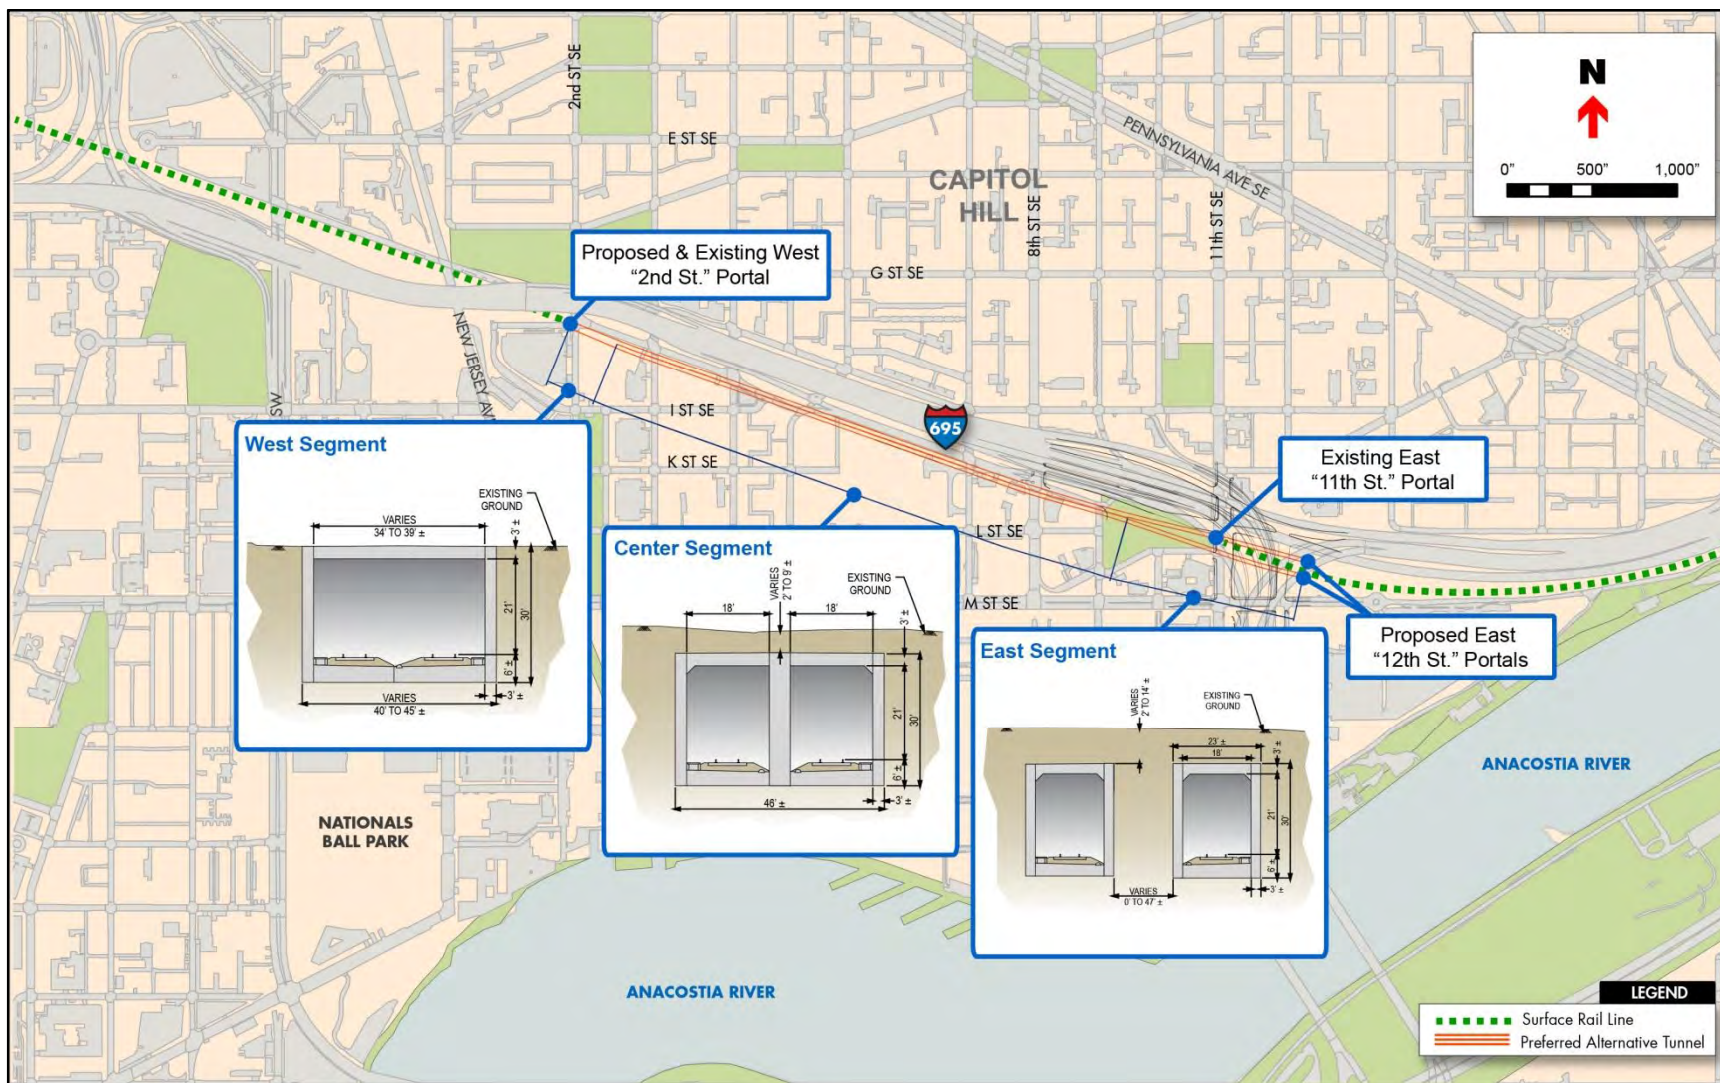 2nd ST SE
E ST SE
PENNSYLVANIA AVE SE
N
0"
500"
1,000"
CAPITOL
HILL
8th ST SE
11th ST SE
G ST SE
Proposed & Existing West
“2nd St.” Portal
NEW JERSEY AVE
SW
I ST SE
K ST SE
695
L ST SE
M ST SE
Existing East
“11th St.” Portal
Proposed East
“12th St.” Portals
West Segment
EXISTING
GROUND
VARIES
34' TO 39' ±
3' ±
21'
30'
6' ±
3' ±
VARIES
40' TO 45' ±
Center Segment
VARIES
2' TO 9' ±
EXISTING
GROUND
18'
18'
3' ±
21'
30'
6' ±
46' ±
3' ±
East Segment
VARIES
2' TO 14' ±
EXISTING
GROUND
23' ±
18'
3' ±
21'
30'
6' ±
3' ±
VARIES
0' TO 47' ±
NATIONALS
BALL PARK
ANACOSTIA RIVER
ANACOSTIA RIVER
LEGEND
Surface Rail Line
Preferred Alternative Tunnel